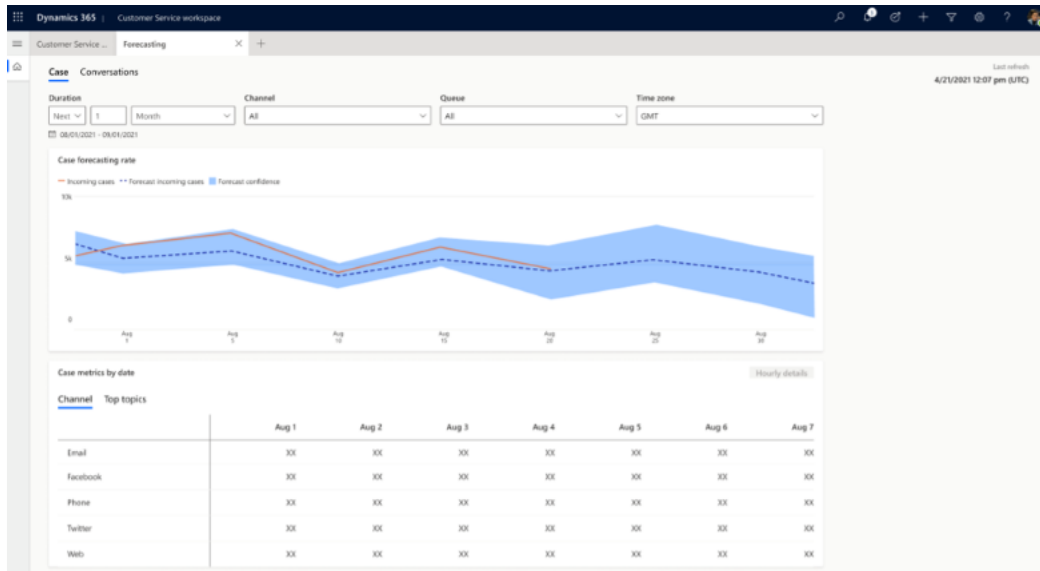 Dynamics 365 | Customer Service workspace
1
?
Customer Service ...
Forecasting
Case Conversations
Last refresh
4/21/2021 12:07 pm (UTC)
Duration Channel Queue Time zone
Next 1 Month All All GMT
08/01/2021 - 09/01/2021
Case forecasting rate
Incoming cases Forecast incoming cases Forecast confidence
10k
5k
0
Aug Aug Aug Aug Aug Aug Aug
5 10 15 20 25 30
Case metrics by date Hourly details
Channel Top topics
Aug 1 Aug 2 Aug 3 Aug 4 Aug 5 Aug 6 Aug 7
Email XX XX XX XX XX XX XX
Facebook XX XX XX XX XX XX XX
Phone XX XX XX XX XX XX XX
Twitter XX XX XX XX XX XX XX
Web XX XX XX XX XX XX XX